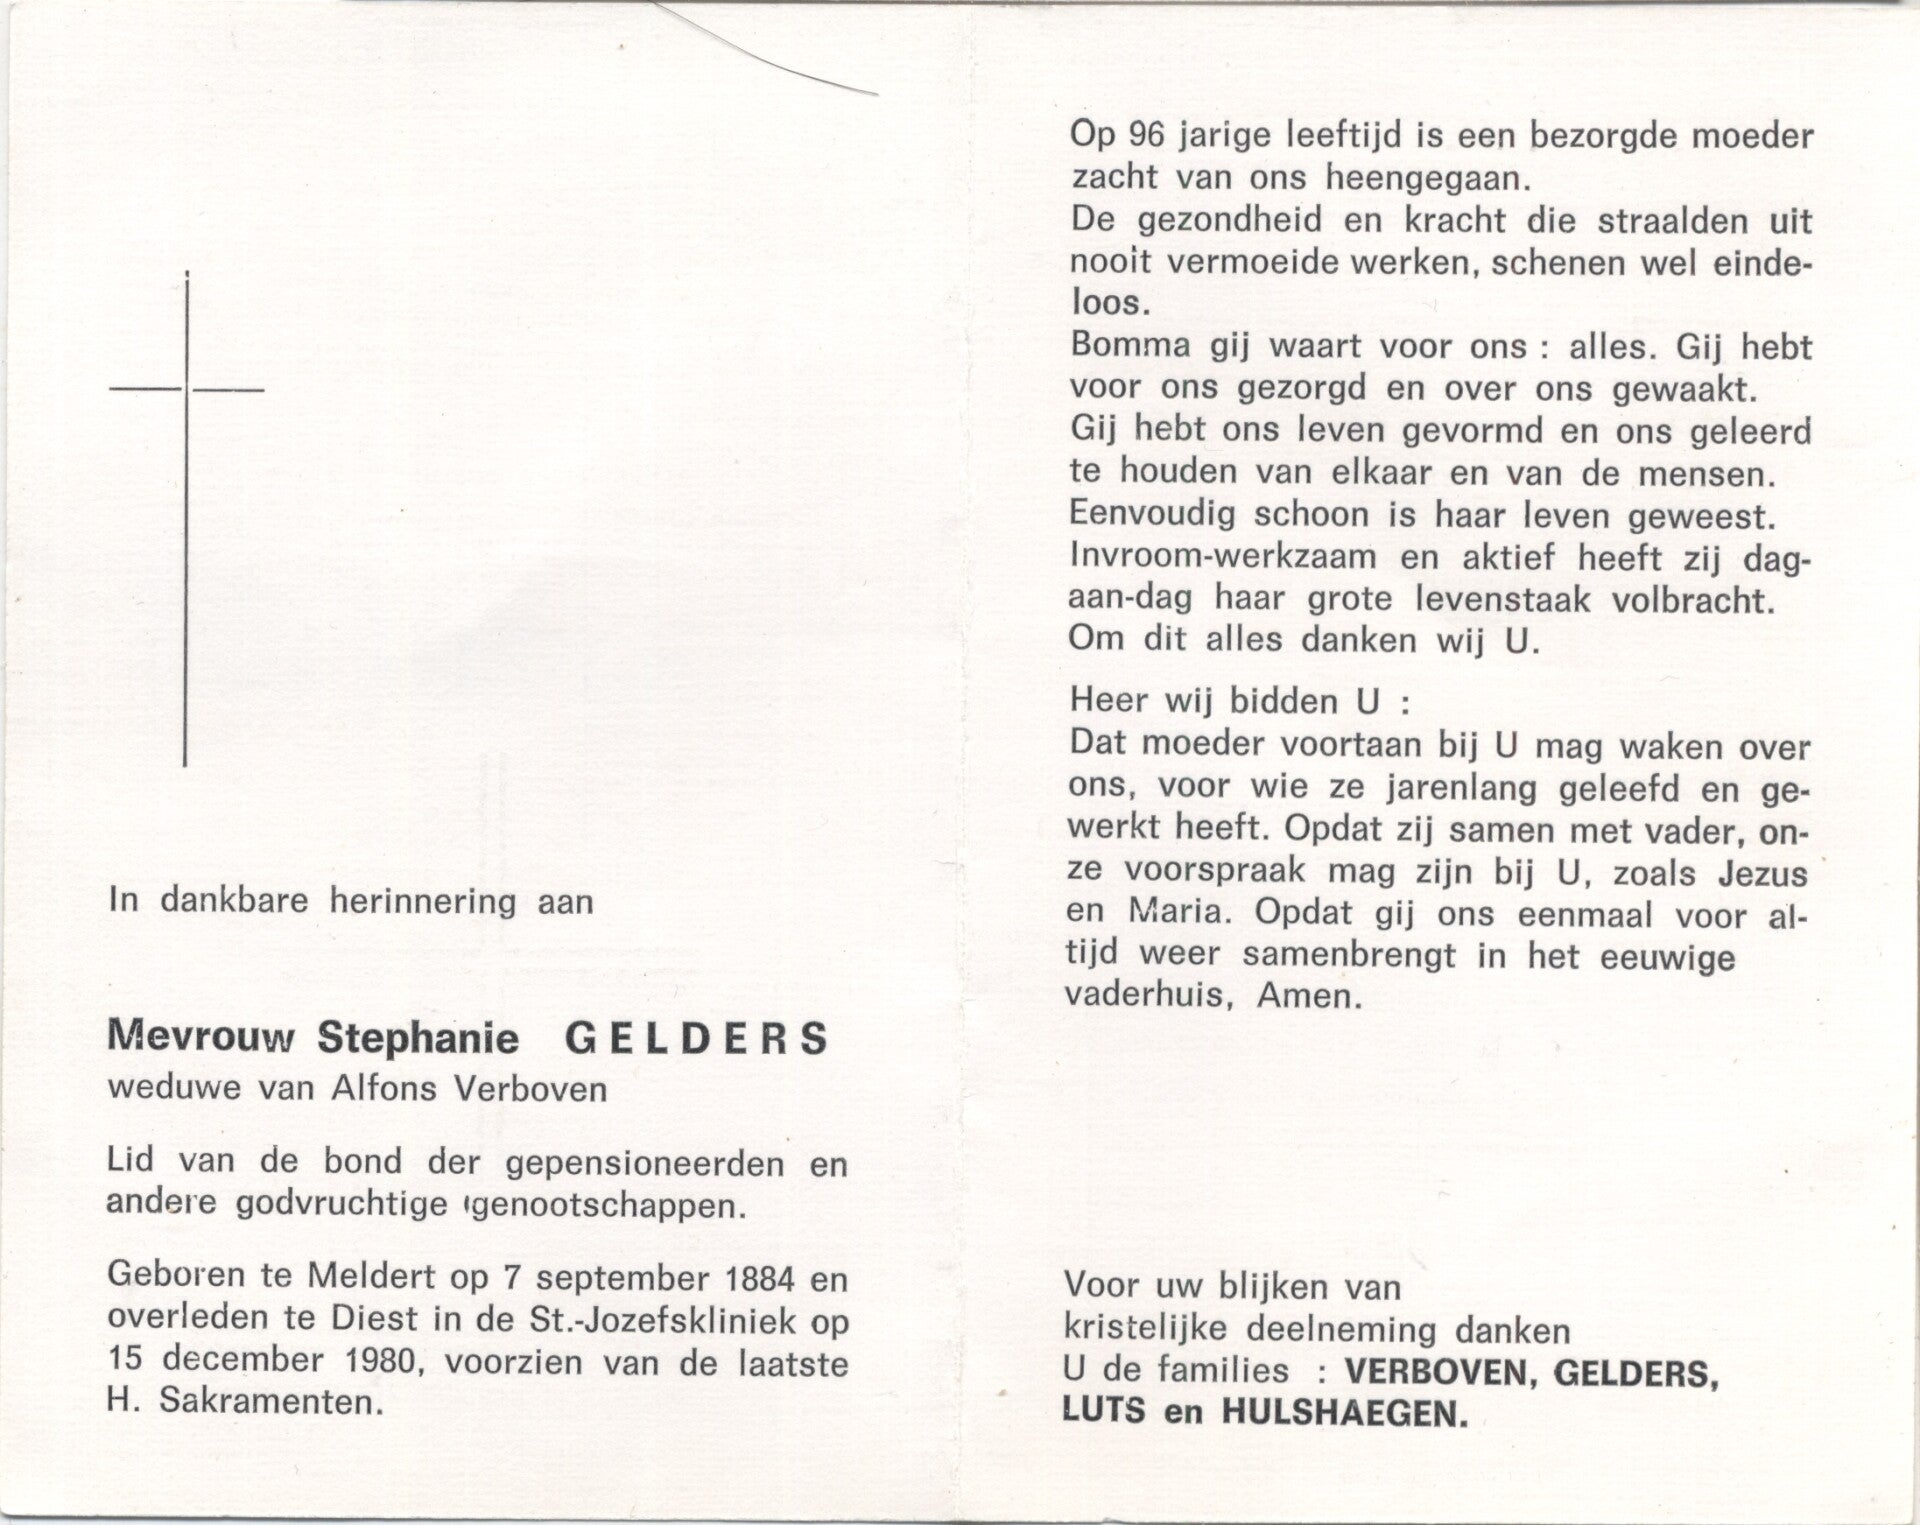 In dankbare herinnering aan
Mevrouw Stephanie GELDERS
weduwe van Alfons Verboven
Lid van de bond der gepensioneerden en
andere godvruchtige genootschappen.
Geboren te Meldert op 7 september 1884 en
overleden te Diest in de St.-Jozefskliniek op
15 december 1980, voorzien van de laatste
H. Sakramenten.
Op 96 jarige leeftijd is een bezorgde moeder
zacht van ons heengegaan.
De gezondheid en kracht die straalden uit
nooit vermoeide werken, schenen wel einde-
loos.
Bomma gij waart voor ons : alles. Gij hebt
voor ons gezorgd en over ons gewaakt.
Gij hebt ons leven gevormd en ons geleerd
te houden van elkaar en van de mensen.
Eenvoudig schoon is haar leven geweest.
Invroom-werkzaam en aktief heeft zij dag-
aan-dag haar grote levenstaak volbracht.
Om dit alles danken wij U.
Heer wij bidden U :
Dat moeder voortaan bij U mag waken over
ons, voor wie ze jarenlang geleefd en ge-
werkt heeft. Opdat zij samen met vader, on-
ze voorspraak mag zijn bij U, zoals Jezus
en Maria. Opdat gij ons eenmaal voor al-
tijd weer samenbrengt in het eeuwige
vaderhuis, Amen.
Voor uw blijken van
kristelijke deelneming danken
U de families : VERBOVEN, GELDERS,
LUTS en HULSHAEGEN.